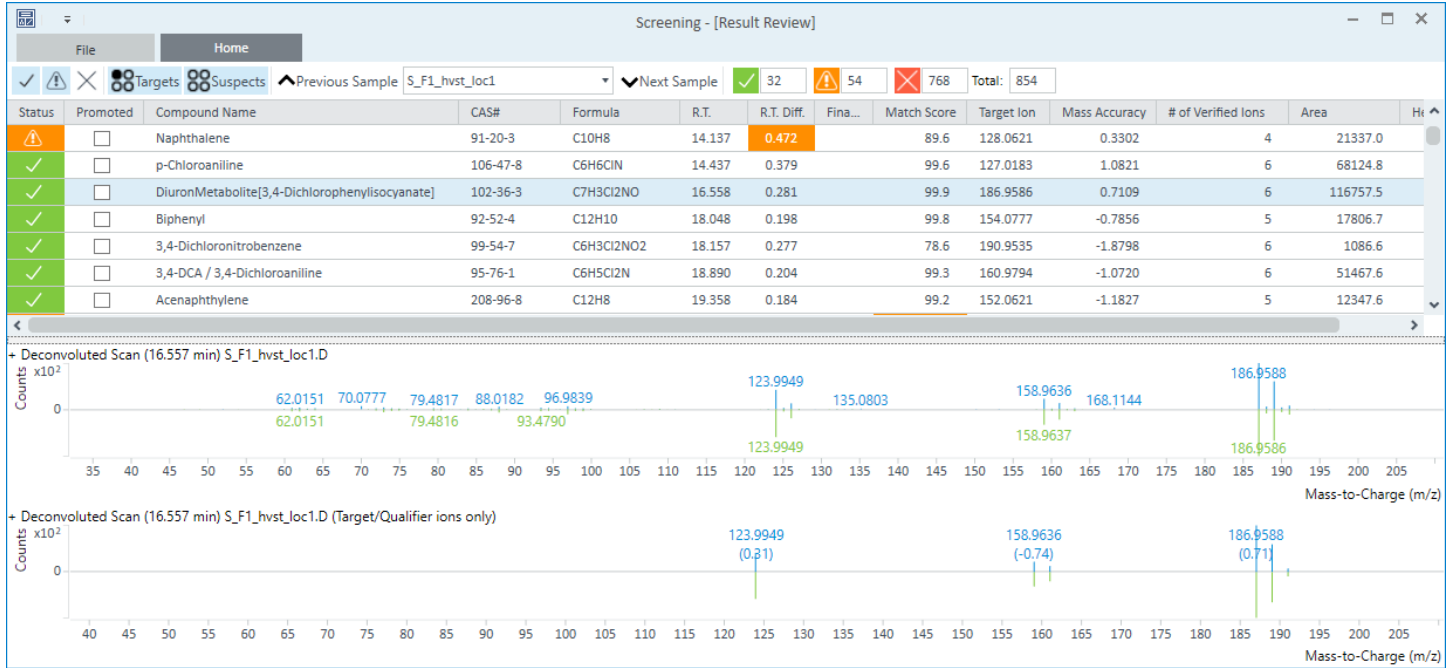 Screening - [Result Review]
File Home
Targets Suspects Previous Sample S_F1_hvst_loc1 Next Sample 32 54 768 Total: 854
Status Promoted Compound Name CAS# Formula R.T. R.T. Diff. Fina... Match Score Target Ion Mass Accuracy # of Verified Ions Area He
Naphthalene 91-20-3 C10H8 14.137 0.472 89.6 128.0621 0.3302 4 21337.0
p-Chloroaniline 106-47-8 C6H6ClN 14.437 0.379 99.6 127.0183 1.0821 6 68124.8
DiuronMetabolite[3,4-Dichlorophenylisocyanate] 102-36-3 C7H3Cl2NO 16.558 0.281 99.9 186.9586 0.7109 6 116757.5
Biphenyl 92-52-4 C12H10 18.048 0.198 99.8 154.0777 -0.7856 5 17806.7
3,4-Dichloronitrobenzene 99-54-7 C6H3Cl2NO2 18.157 0.277 78.6 190.9535 -1.8798 6 1086.6
3,4-DCA / 3,4-Dichloroaniline 95-76-1 C6H5Cl2N 18.890 0.204 99.3 160.9794 -1.0720 6 51467.6
Acenaphthylene 208-96-8 C12H8 19.358 0.184 99.2 152.0621 -1.1827 5 12347.6
+ Deconvoluted Scan (16.557 min) S_F1_hvst_loc1.D
Counts x10²
0
62.0151 70.0777 79.4817 88.0182 96.9839 123.9949 135.0803 158.9636 168.1144 186.9588
62.0151 79.4816 93.4790 123.9949 158.9637 186.9586
35 40 45 50 55 60 65 70 75 80 85 90 95 100 105 110 115 120 125 130 135 140 145 150 155 160 165 170 175 180 185 190 195 200 205
Mass-to-Charge (m/z)
+ Deconvoluted Scan (16.557 min) S_F1_hvst_loc1.D (Target/Qualifier ions only)
Counts x10²
0
123.9949 158.9636 186.9588
(0.31) (-0.74) (0.71)
40 45 50 55 60 65 70 75 80 85 90 95 100 105 110 115 120 125 130 135 140 145 150 155 160 165 170 175 180 185 190 195 200 205
Mass-to-Charge (m/z)